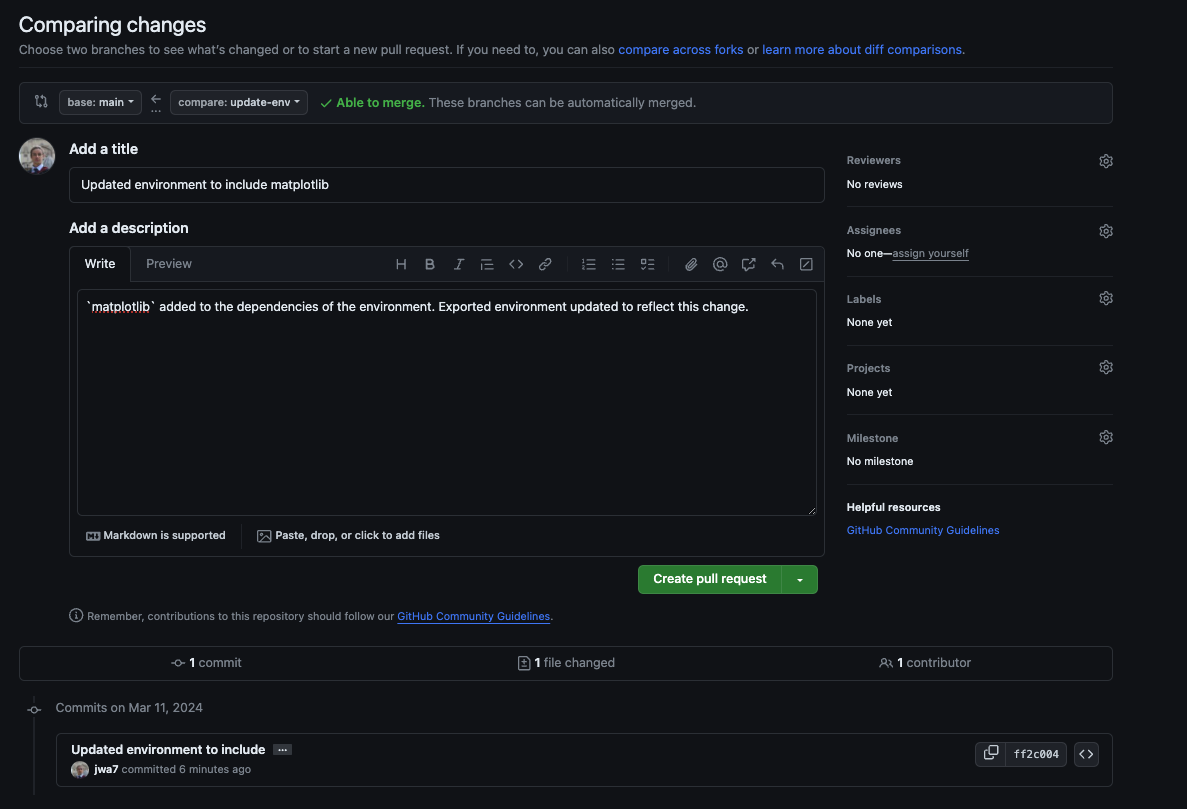 Comparing changes
Choose two branches to see what's changed or to start a new pull request. If you need to, you can also compare across forks or learn more about diff comparisons.
base: main compare: update-env Able to merge. These branches can be automatically merged.
Add a title
Updated environment to include matplotlib
Add a description
Write Preview
`matplotlib` added to the dependencies of the environment. Exported environment updated to reflect this change.
Markdown is supported Paste, drop, or click to add files
Create pull request
Remember, contributions to this repository should follow our GitHub Community Guidelines.
Reviewers
No reviews
Assignees
No one—assign yourself
Labels
None yet
Projects
None yet
Milestone
No milestone
Helpful resources
GitHub Community Guidelines
1 commit 1 file changed 1 contributor
Commits on Mar 11, 2024
Updated environment to include ...
jwa7 committed 6 minutes ago
ff2c004